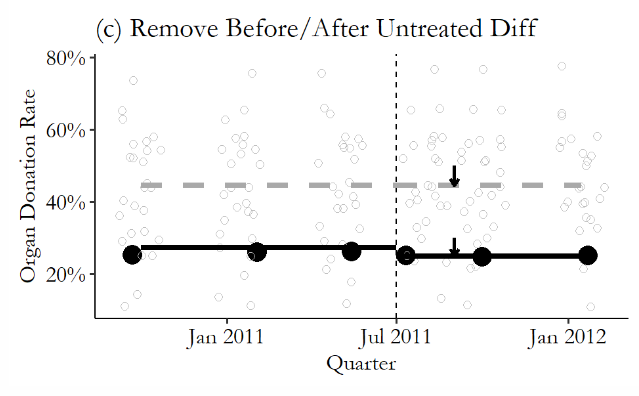 (c) Remove Before/After Untreated Diff
80%
60%
40%
20%
Organ Donation Rate
Jan 2011
Jul 2011
Jan 2012
Quarter